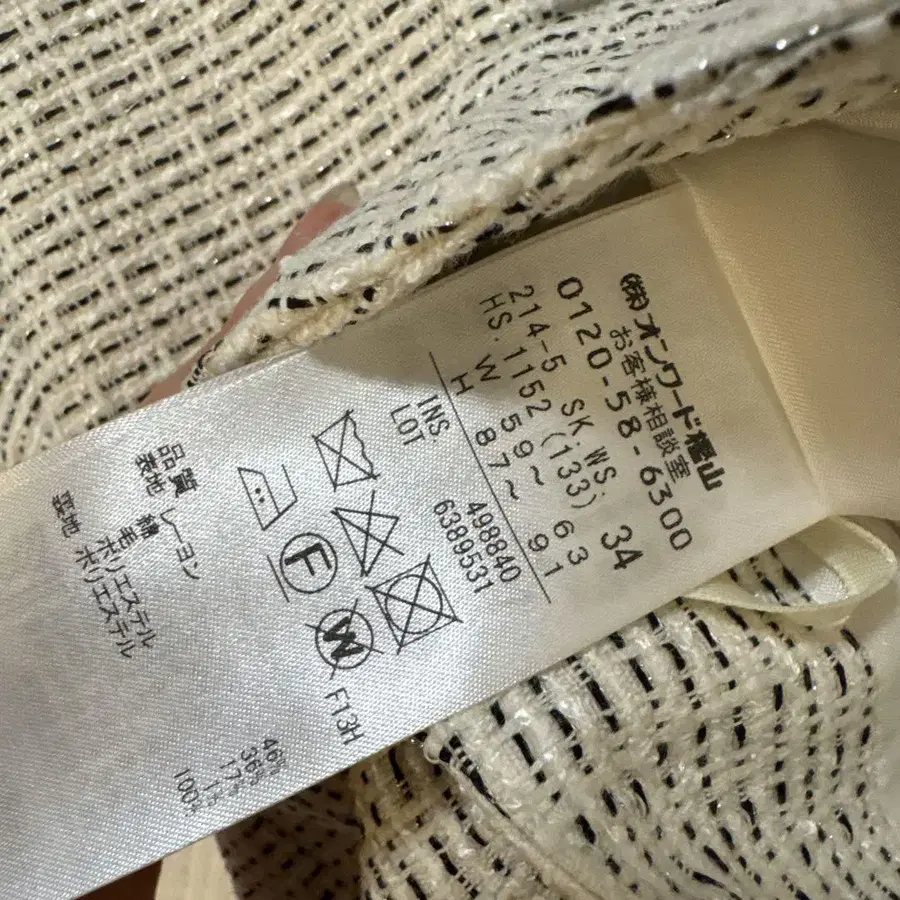 (株)オンワード樫山
お客様相談室
0120-58-6300
34
214-5 SK.WS.
HS.1152(133)
W 59~ 63
H 87~ 91
INS. 498840
LOT 6389531
F
W
F13H
品質
表地 レーヨン 46%
綿 36%
毛 17%
ポリエステル 1%
裏地 ポリエステル 100%